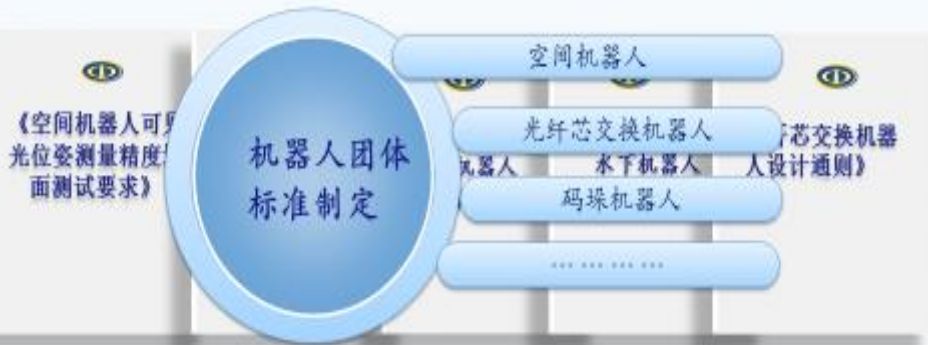 《空间机器人可见
光位姿测量精度
面测试要求》
机器人团体
标准制定
空间机器人
光纤芯交换机器人
机器人
水下机器人
码垛机器人
… … … …
芯交换机器
人设计通则》